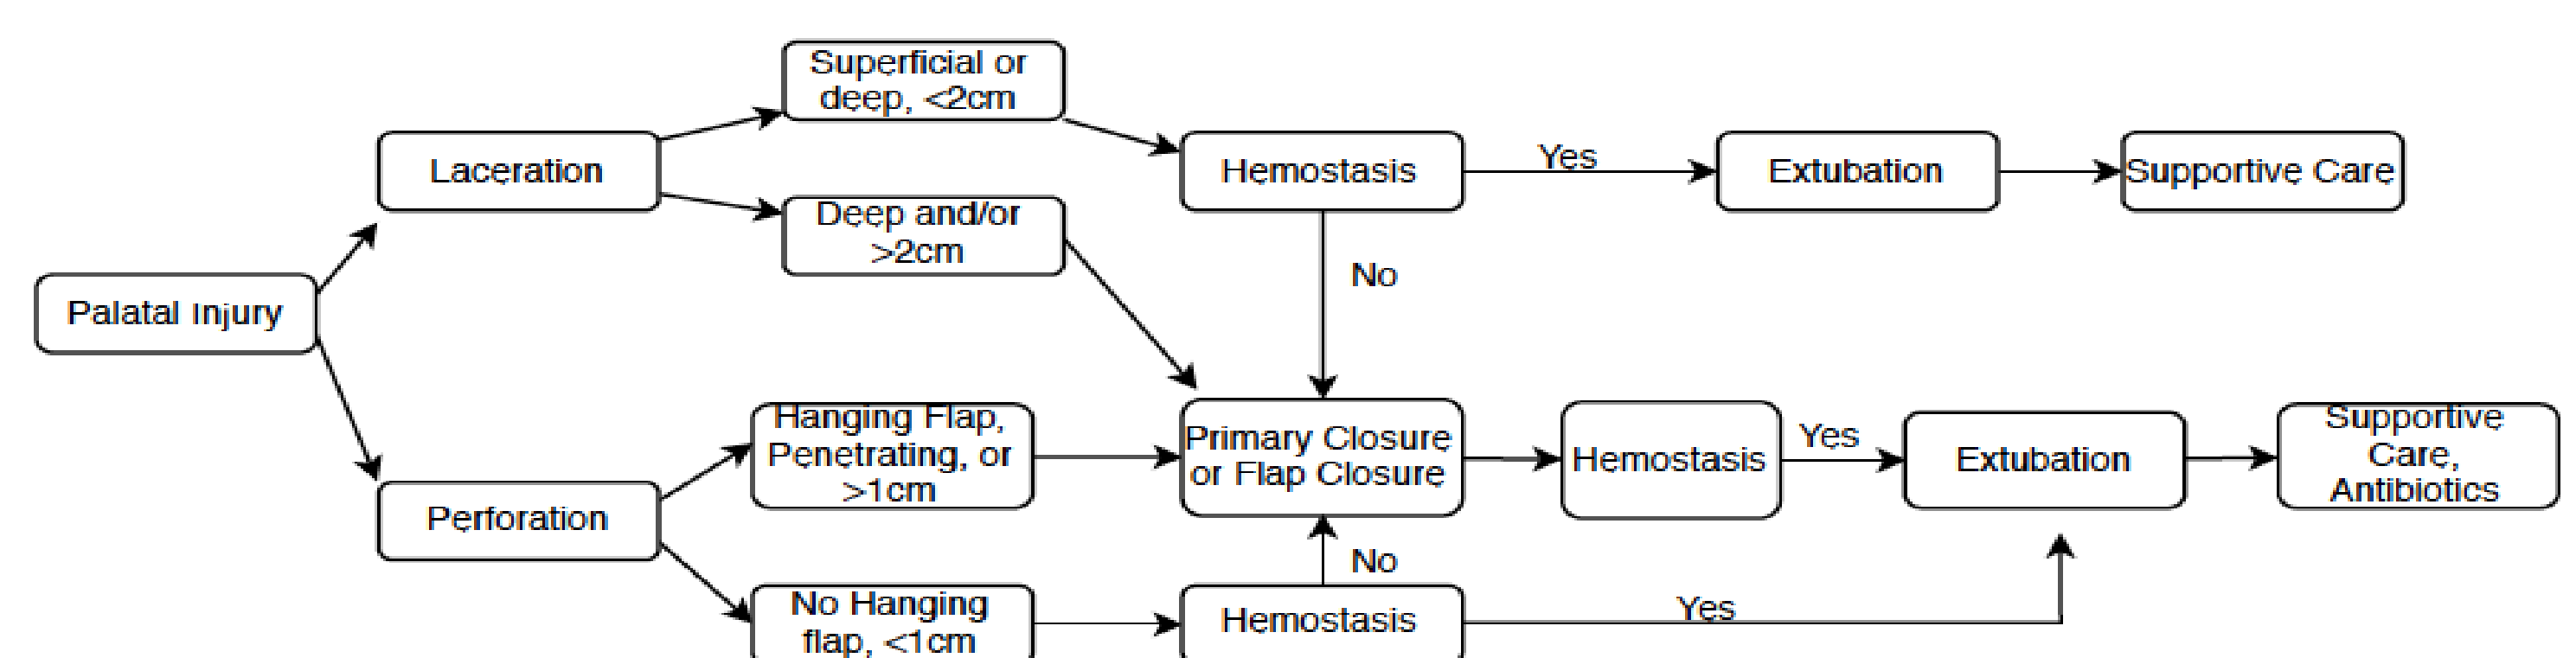 Superficial or
deep, <2cm
Laceration
Hemostasis
Yes
Extubation
Supportive Care
Deep and/or
>2cm
No
Palatal Injury
Hanging Flap,
Penetrating, or
>1cm
Primary Closure
or Flap Closure
Hemostasis
Yes
Extubation
Supportive
Care,
Antibiotics
Perforation
No
No Hanging
flap, <1cm
Hemostasis
Yes